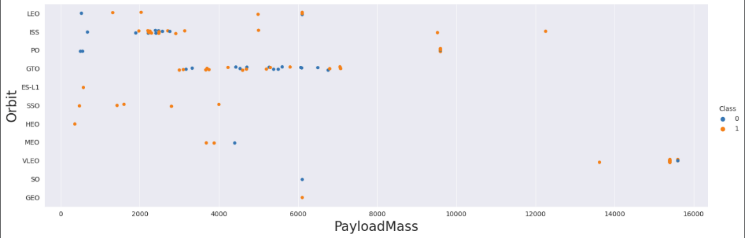 LEO
ISS
PO
GTO
ES-L1
SSO
HEO
MEO
VLEO
SO
GEO
Orbit
0 2000 4000 6000 8000 10000 12000 14000 16000
PayloadMass
Class
0
1